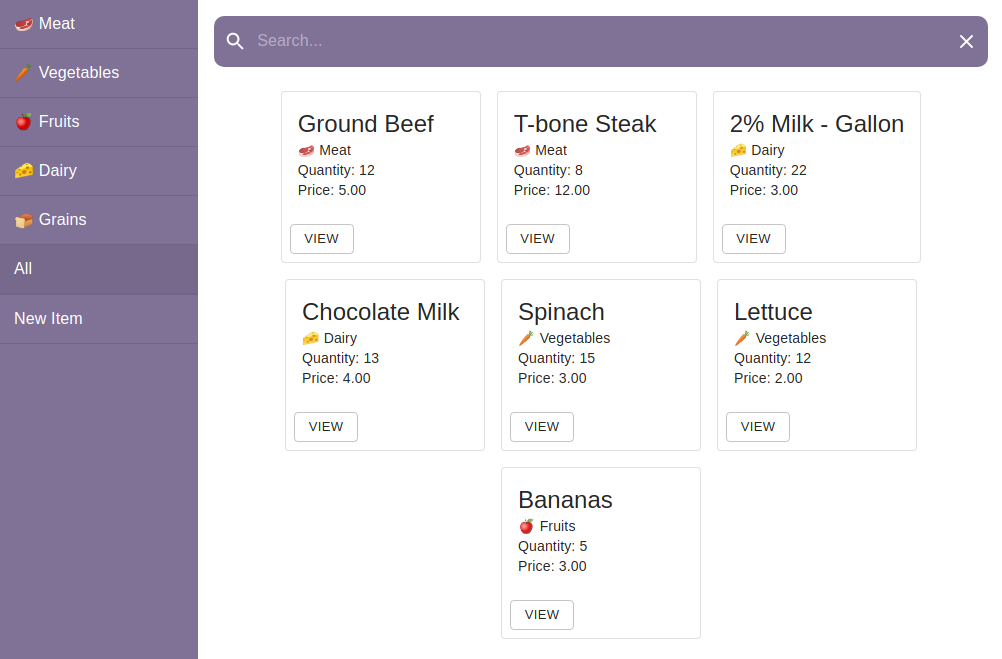 Meat
Vegetables
Fruits
Dairy
Grains
All
New Item
Search...
Ground Beef
Meat
Quantity: 12
Price: 5.00
VIEW
T-bone Steak
Meat
Quantity: 8
Price: 12.00
VIEW
2% Milk - Gallon
Dairy
Quantity: 22
Price: 3.00
VIEW
Chocolate Milk
Dairy
Quantity: 13
Price: 4.00
VIEW
Spinach
Vegetables
Quantity: 15
Price: 3.00
VIEW
Lettuce
Vegetables
Quantity: 12
Price: 2.00
VIEW
Bananas
Fruits
Quantity: 5
Price: 3.00
VIEW